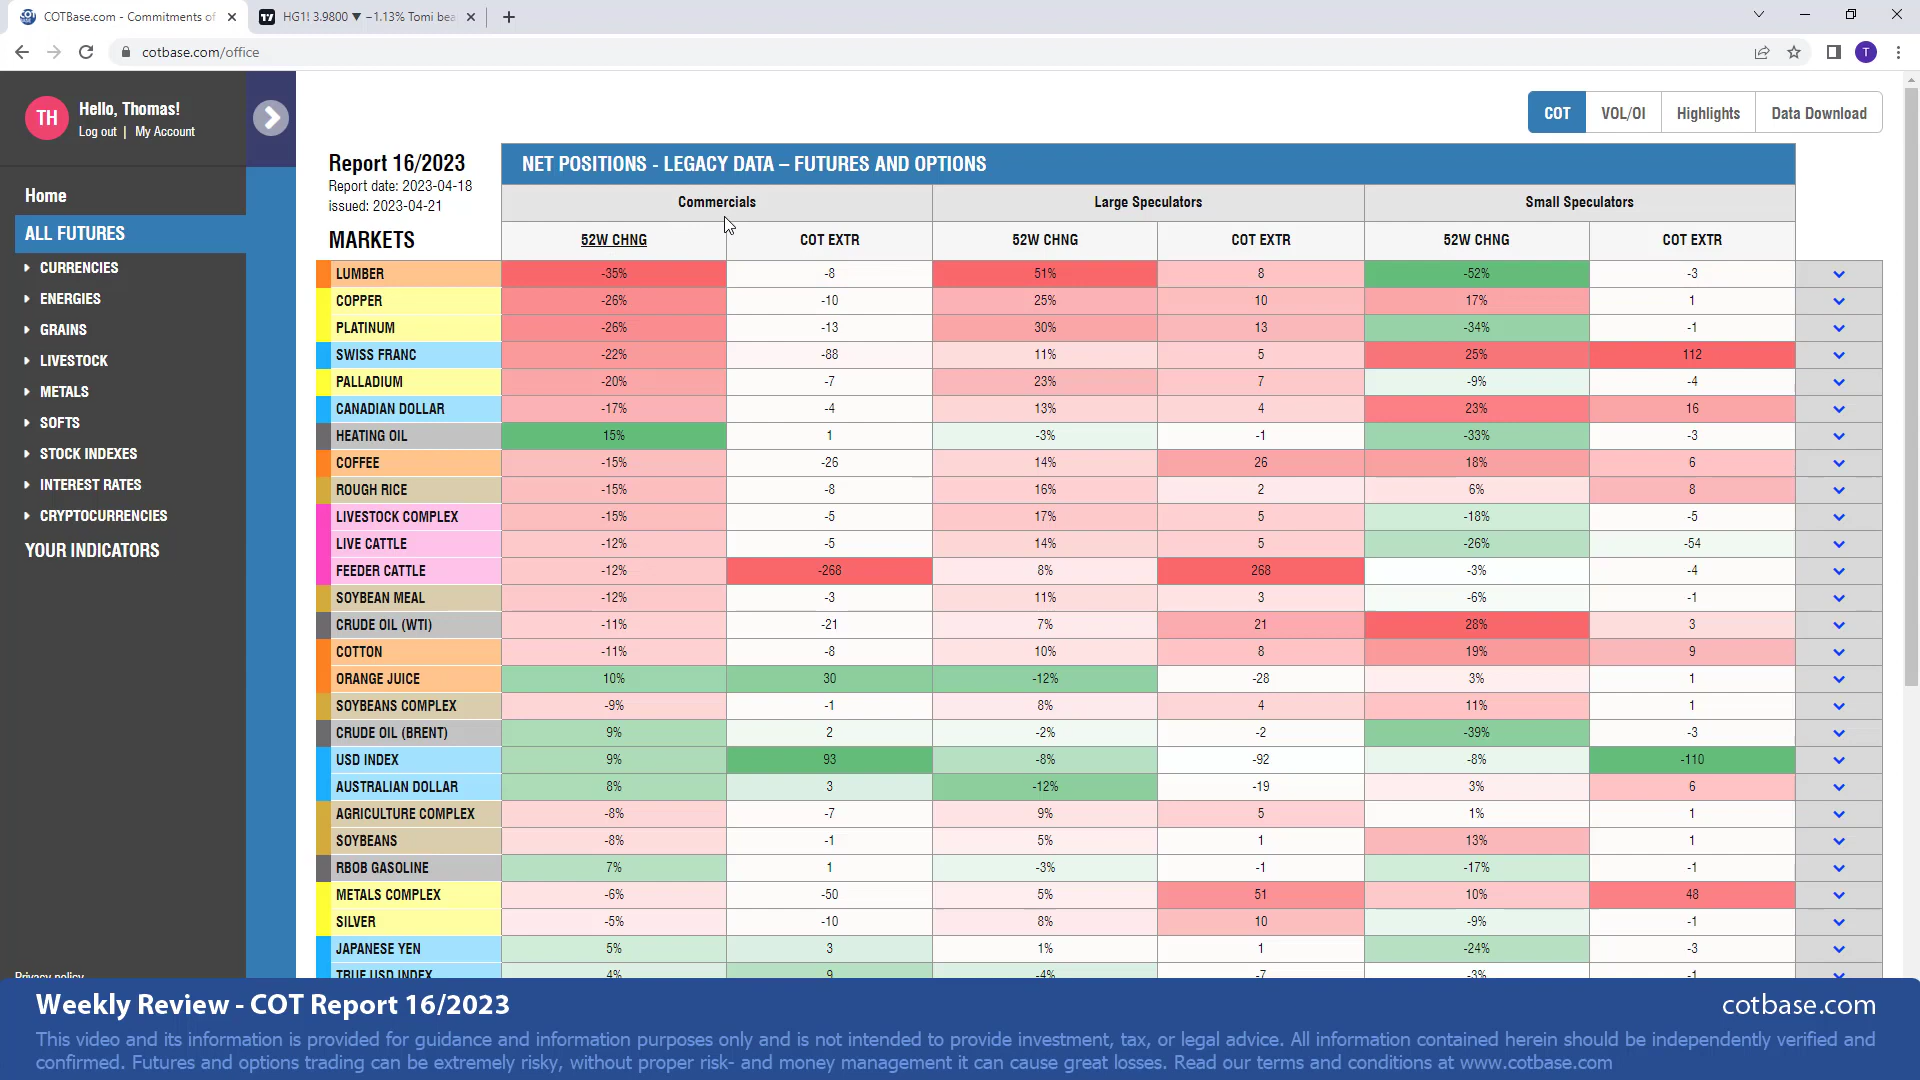 COTBase.com - Commitments of
HG1! 3.9800 ▼ −1.13% Tomi bea
cotbase.com/office
T
TH
Hello, Thomas!
Log out | My Account
Home
ALL FUTURES
CURRENCIES
ENERGIES
GRAINS
LIVESTOCK
METALS
SOFTS
STOCK INDEXES
INTEREST RATES
CRYPTOCURRENCIES
YOUR INDICATORS
Privacy policy
COT VOL/OI Highlights Data Download
Report 16/2023
Report date: 2023-04-18
issued: 2023-04-21
MARKETS
NET POSITIONS - LEGACY DATA – FUTURES AND OPTIONS
Commercials Large Speculators Small Speculators
52W CHNG COT EXTR 52W CHNG COT EXTR 52W CHNG COT EXTR
LUMBER -35% -8 51% 8 -52% -3
COPPER -26% -10 25% 10 17% 1
PLATINUM -26% -13 30% 13 -34% -1
SWISS FRANC -22% -88 11% 5 25% 112
PALLADIUM -20% -7 23% 7 -9% -4
CANADIAN DOLLAR -17% -4 13% 4 23% 16
HEATING OIL 15% 1 -3% -1 -33% -3
COFFEE -15% -26 14% 26 18% 6
ROUGH RICE -15% -8 16% 2 6% 8
LIVESTOCK COMPLEX -15% -5 17% 5 -18% -5
LIVE CATTLE -12% -5 14% 5 -26% -54
FEEDER CATTLE -12% -268 8% 268 -3% -4
SOYBEAN MEAL -12% -3 11% 3 -6% -1
CRUDE OIL (WTI) -11% -21 7% 21 28% 3
COTTON -11% -8 10% 8 19% 9
ORANGE JUICE 10% 30 -12% -28 3% 1
SOYBEANS COMPLEX -9% -1 8% 4 11% 1
CRUDE OIL (BRENT) 9% 2 -2% -2 -39% -3
USD INDEX 9% 93 -8% -92 -8% -110
AUSTRALIAN DOLLAR 8% 3 -12% -19 3% 6
AGRICULTURE COMPLEX -8% -7 9% 5 1% 1
SOYBEANS -8% -1 5% 1 13% 1
RBOB GASOLINE 7% 1 -3% -1 -17% -1
METALS COMPLEX -6% -50 5% 51 10% 48
SILVER -5% -10 8% 10 -9% -1
JAPANESE YEN 5% 3 1% 1 -24% -3
TRUE USD INDEX 4% 9 -4% -7 -3% -1
Weekly Review - COT Report 16/2023
cotbase.com
This video and its information is provided for guidance and information purposes only and is not intended to provide investment, tax, or legal advice. All information contained herein should be independently verified and
confirmed. Futures and options trading can be extremely risky, without proper risk- and money management it can cause great losses. Read our terms and conditions at www.cotbase.com